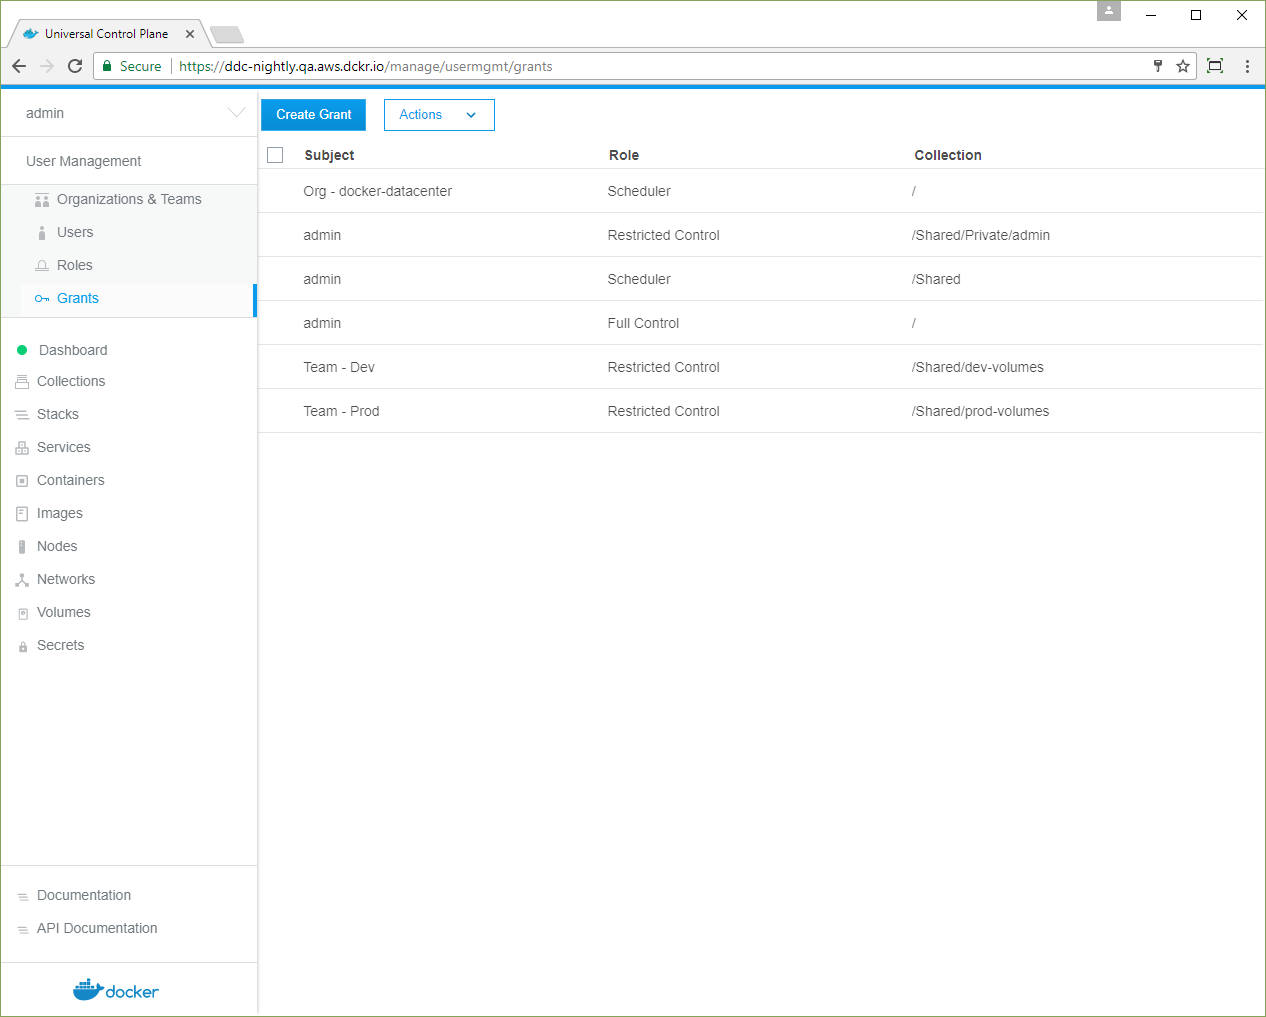 Universal Control Plane
Secure https://ddc-nightly.qa.aws.dckr.io/manage/usermgmt/grants
admin
User Management
Organizations & Teams
Users
Roles
Grants
Dashboard
Collections
Stacks
Services
Containers
Images
Nodes
Networks
Volumes
Secrets
Documentation
API Documentation
docker
Create Grant Actions
Subject Role Collection
Org - docker-datacenter Scheduler /
admin Restricted Control /Shared/Private/admin
admin Scheduler /Shared
admin Full Control /
Team - Dev Restricted Control /Shared/dev-volumes
Team - Prod Restricted Control /Shared/prod-volumes